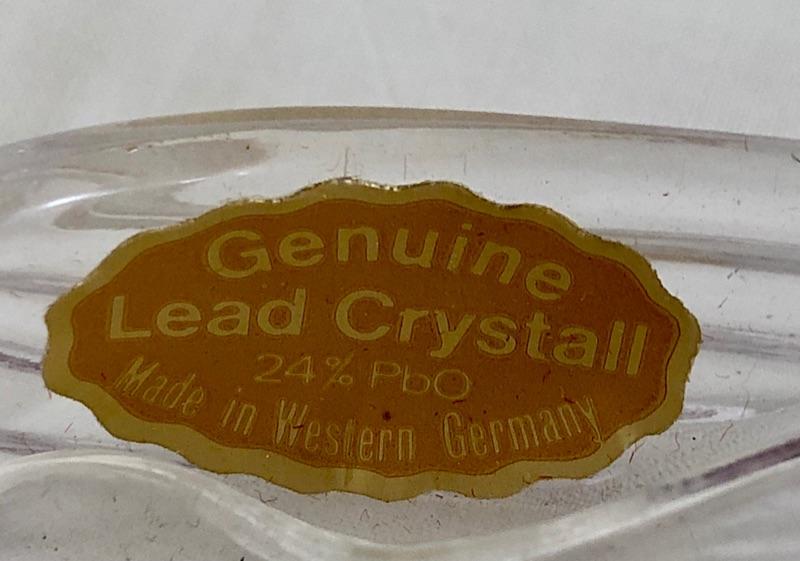 Genuine
Lead Crystall
24% PbO
Made in Western Germany